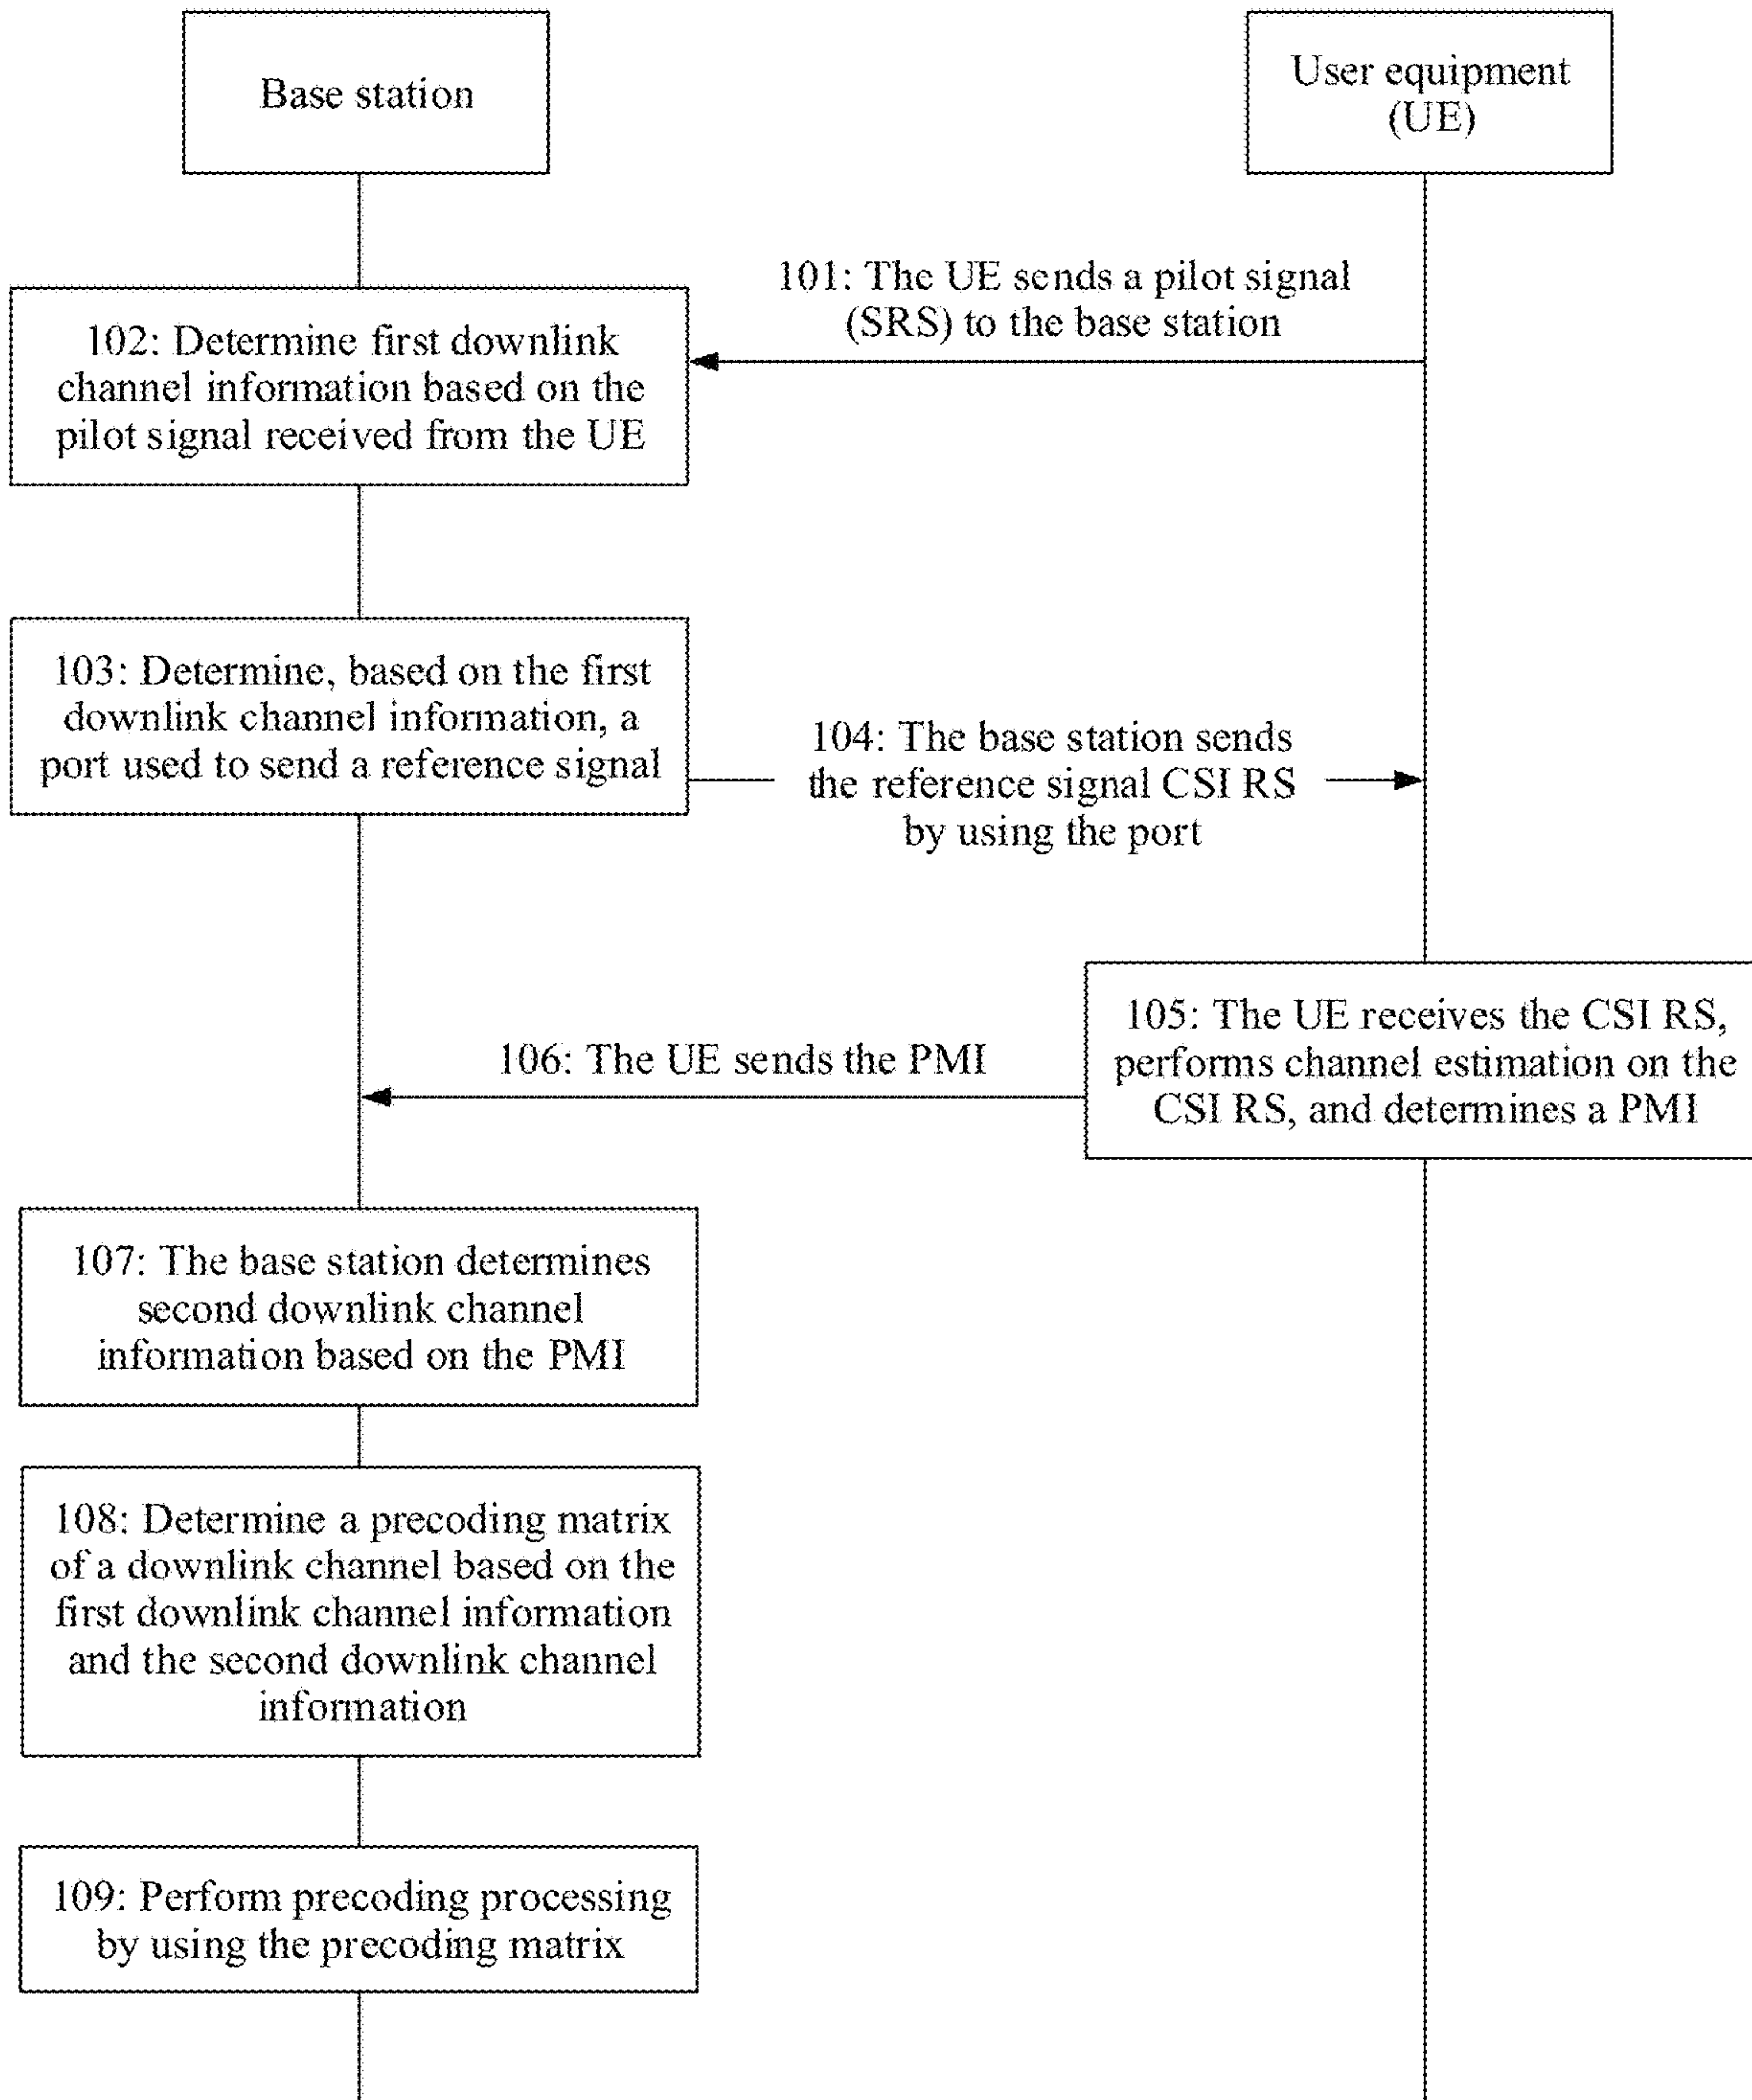 Base station
User equipment
(UE)
101: The UE sends a pilot signal
(SRS) to the base station
102: Determine first downlink
channel information based on the
pilot signal received from the UE
103: Determine, based on the first
downlink channel information, a
port used to send a reference signal
104: The base station sends
the reference signal CSI RS
by using the port
105: The UE receives the CSI RS,
performs channel estimation on the
CSI RS, and determines a PMI
106: The UE sends the PMI
107: The base station determines
second downlink channel
information based on the PMI
108: Determine a precoding matrix
of a downlink channel based on the
first downlink channel information
and the second downlink channel
information
109: Perform precoding processing
by using the precoding matrix